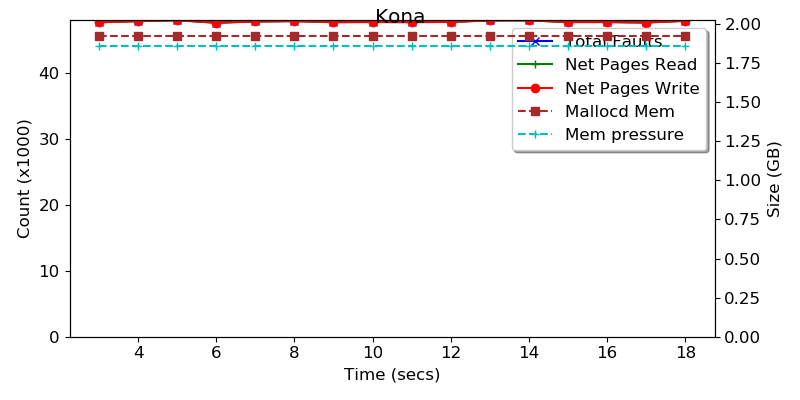 Kona
Total Faults
Net Pages Read
Net Pages Write
Mallocd Mem
Mem pressure
Count (x1000)
40
30
20
10
0
2.00
1.75
1.50
1.25
1.00
0.75
0.50
0.25
0.00
Size (GB)
4 6 8 10 12 14 16 18
Time (secs)